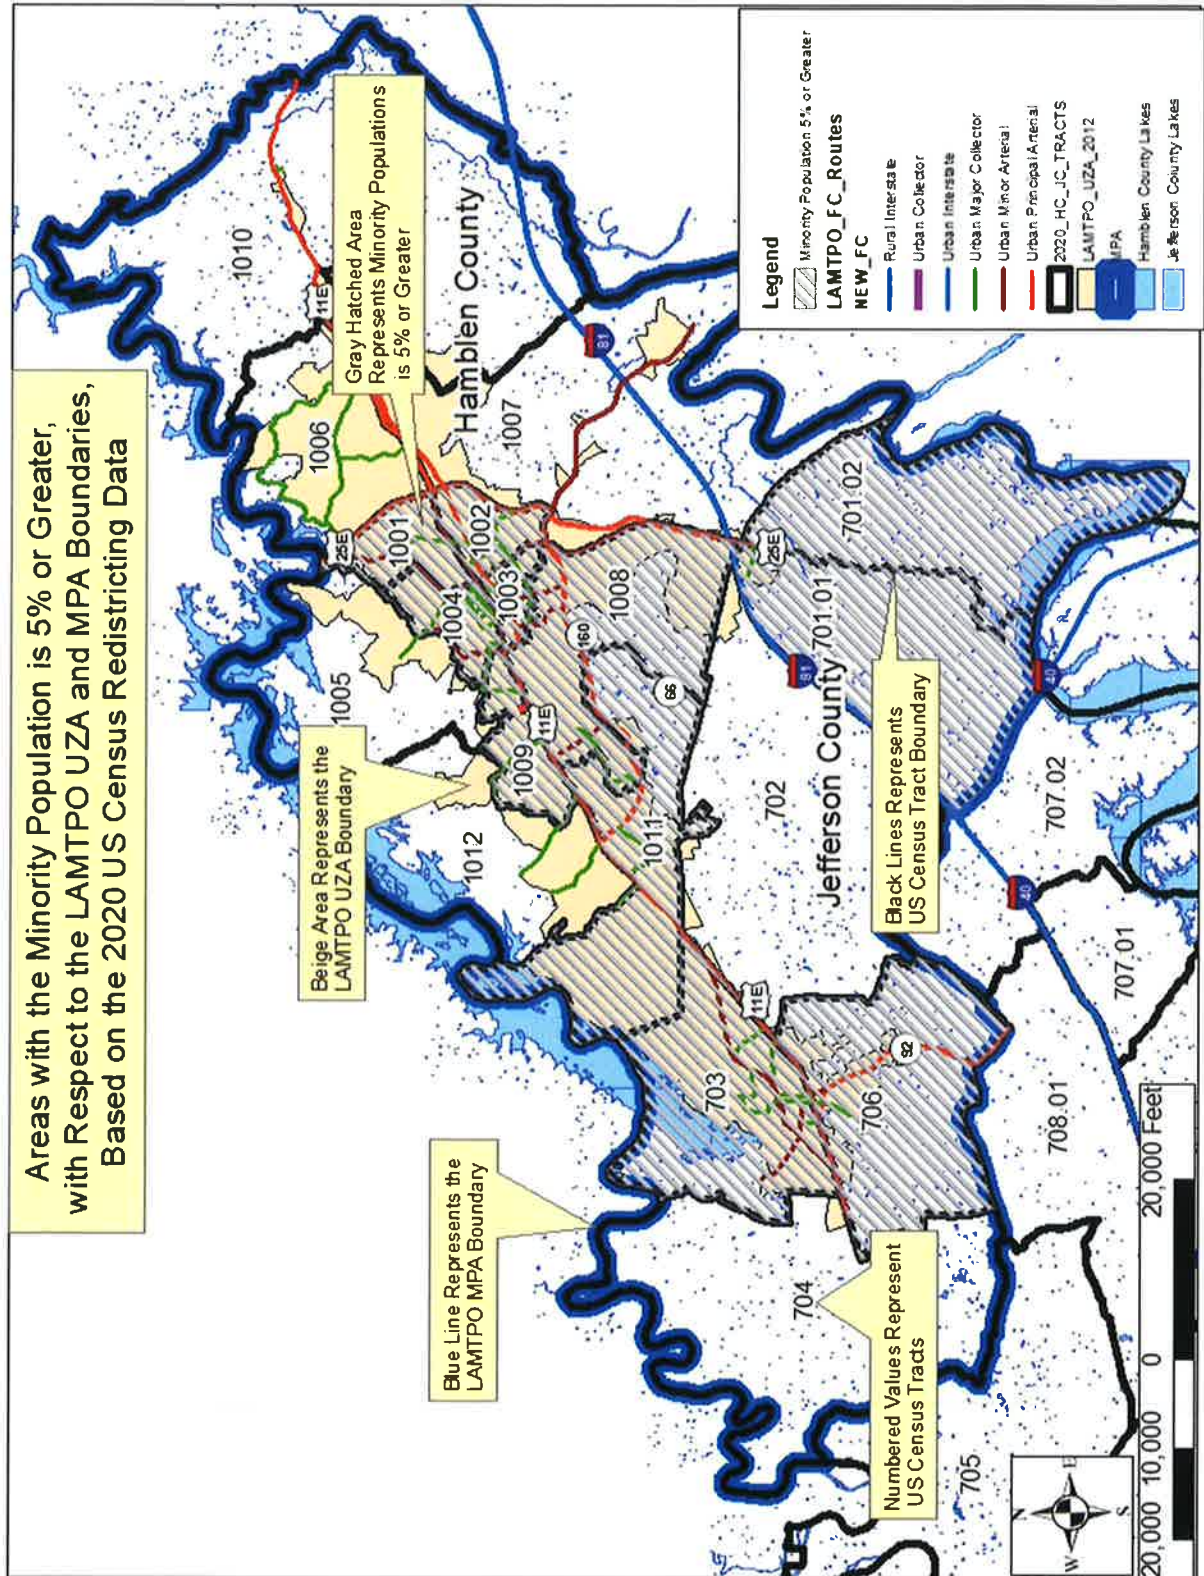 Areas with the Minority Population is 5% or Greater,
with Respect to the LAMTPO UZA and MPA Boundaries,
Based on the 2020 US Census Redistricting Data
Blue Line Represents the
LAMTPO MPA Boundary
Beige Area Represents the
LAMTPO UZA Boundary
Gray Hatched Area
Represents Minority Populations
is 5% or Greater
1010
11E
1006
25E
1005
1001
1002
1004
1003
1007
Hamblen County
1012
1009
11E
160
1008
66
1011
81
25E
701.02
701.01
81
703
11E
702
Jefferson County
706
92
704
Black Lines Represents
US Census Tract Boundary
40
707.02
40
707.01
708.01
Numbered Values Represent
US Census Tracts
705
N
W
E
S
20,000 10,000 0 20,000 Feet
Legend
Minority Population 5% or Greater
LAMTPO_FC_Routes
NEW_FC
Rural Interstate
Urban Collector
Urban Interstate
Urban Major Collector
Urban Minor Arterial
Urban Principal Arterial
2020_HC_JC_TRACTS
LAMTPO_UZA_2012
MPA
Hamblen County Lakes
Jefferson County Lakes